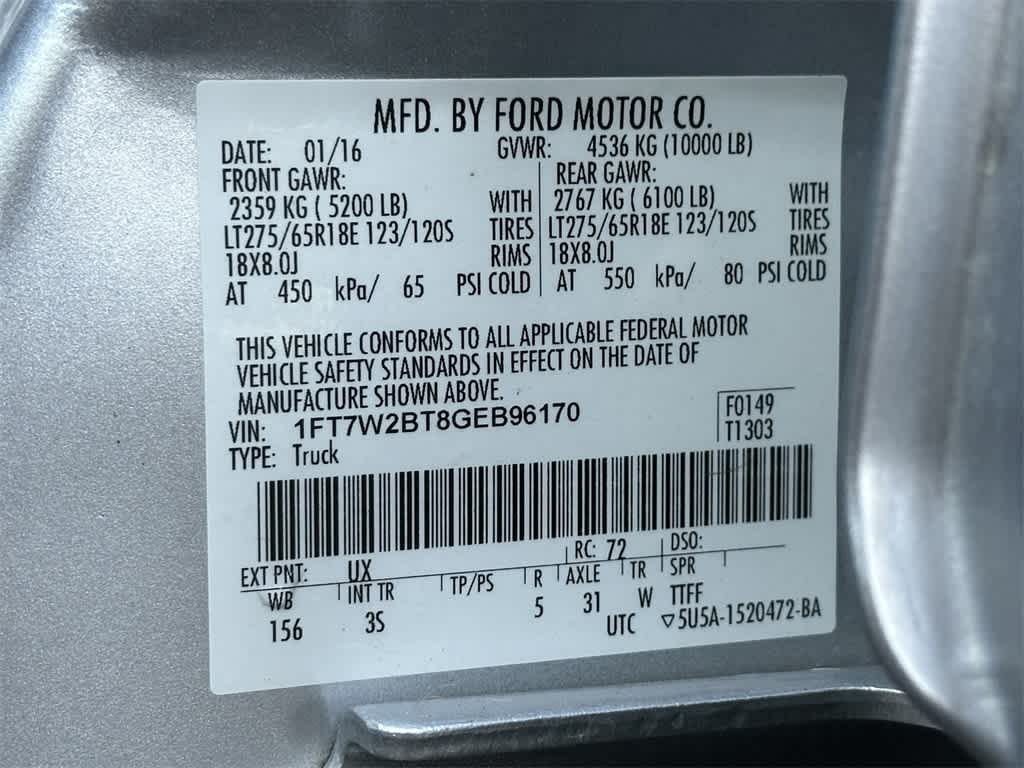 MFD. BY FORD MOTOR CO.
DATE: 01/16 GVWR: 4536 KG (10000 LB)
FRONT GAWR: REAR GAWR:
2359 KG ( 5200 LB) WITH 2767 KG ( 6100 LB) WITH
LT275/65R18E 123/120S TIRES LT275/65R18E 123/120S TIRES
18X8.0J RIMS 18X8.0J RIMS
AT 450 kPa/ 65 PSI COLD AT 550 kPa/ 80 PSI COLD
THIS VEHICLE CONFORMS TO ALL APPLICABLE FEDERAL MOTOR
VEHICLE SAFETY STANDARDS IN EFFECT ON THE DATE OF
MANUFACTURE SHOWN ABOVE.
VIN: 1FT7W2BT8GEB96170 F0149
TYPE: Truck T1303
EXT PNT: UX RC: 72 DSO:
WB INT TR TP/PS R AXLE TR SPR
156 3S 5 31 W TTFF
UTC ▽5U5A-1520472-BA